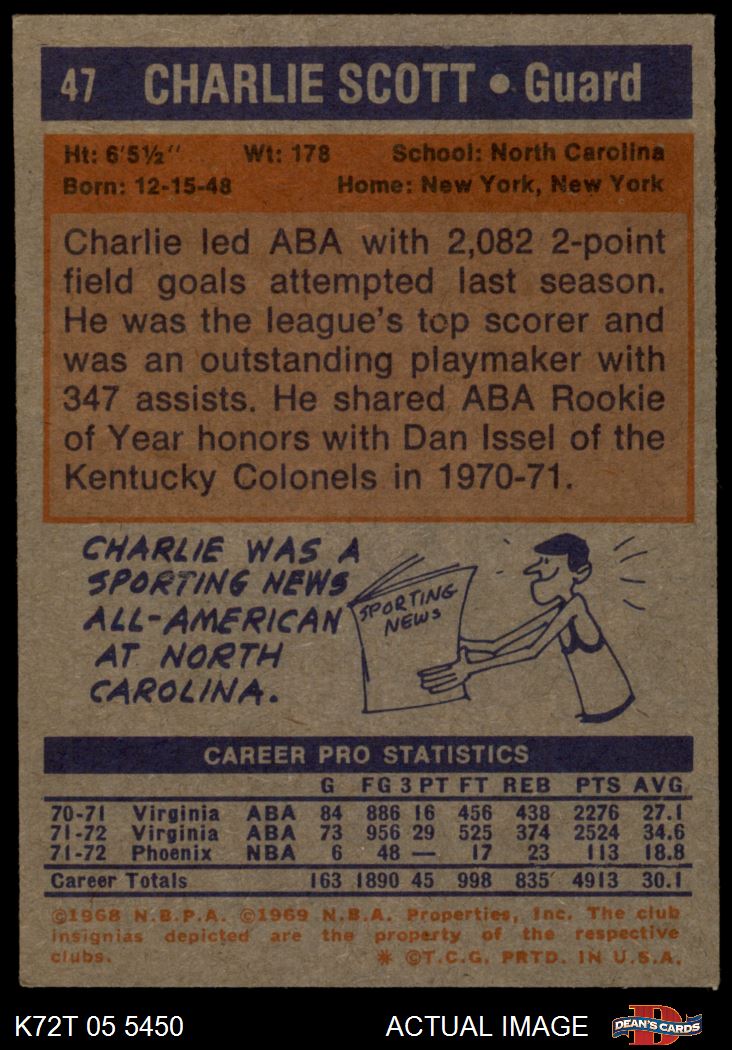 47 CHARLIE SCOTT • Guard
Ht: 6'5½" Wt: 178 School: North Carolina
Born: 12-15-48 Home: New York, New York
Charlie led ABA with 2,082 2-point
field goals attempted last season.
He was the league's top scorer and
was an outstanding playmaker with
347 assists. He shared ABA Rookie
of Year honors with Dan Issel of the
Kentucky Colonels in 1970-71.
CHARLIE WAS A
SPORTING NEWS
ALL-AMERICAN
AT NORTH
CAROLINA.
SPORTING
NEWS
CAREER PRO STATISTICS
G FG 3 PT FT REB PTS AVG
70-71 Virginia ABA 84 886 16 456 438 2276 27.1
71-72 Virginia ABA 73 956 29 525 374 2524 34.6
71-72 Phoenix NBA 6 48 — 17 23 113 18.8
Career Totals 163 1890 45 998 835 4913 30.1
©1968 N.B.P.A. ©1969 N.B.A. Properties, Inc. The club
insignias depicted are the property of the respective
clubs. * ©T.C.G. PRTD. IN U.S.A.
K72T 05 5450 ACTUAL IMAGE
D
DEAN'S CARDS